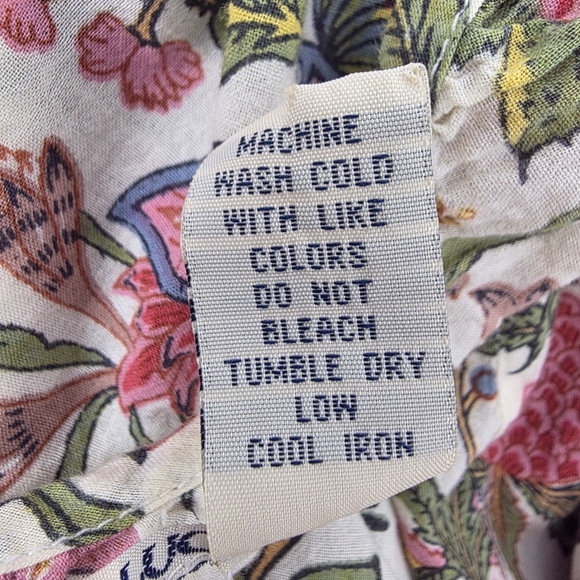 MACHINE
WASH COLD
WITH LIKE
COLORS
DO NOT
BLEACH
TUMBLE DRY
LOW
COOL IRON